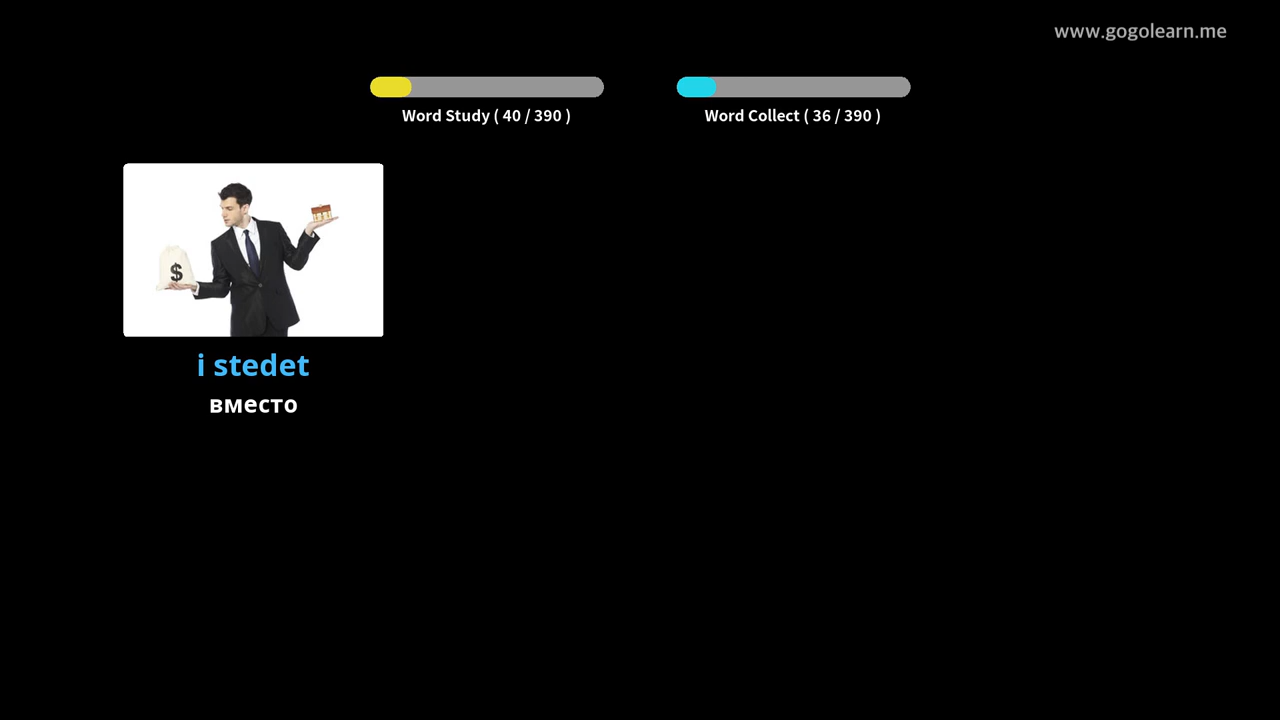 www.gogolearn.me
Word Study ( 40 / 390 )
Word Collect ( 36 / 390 )
$
i stedet
вместо